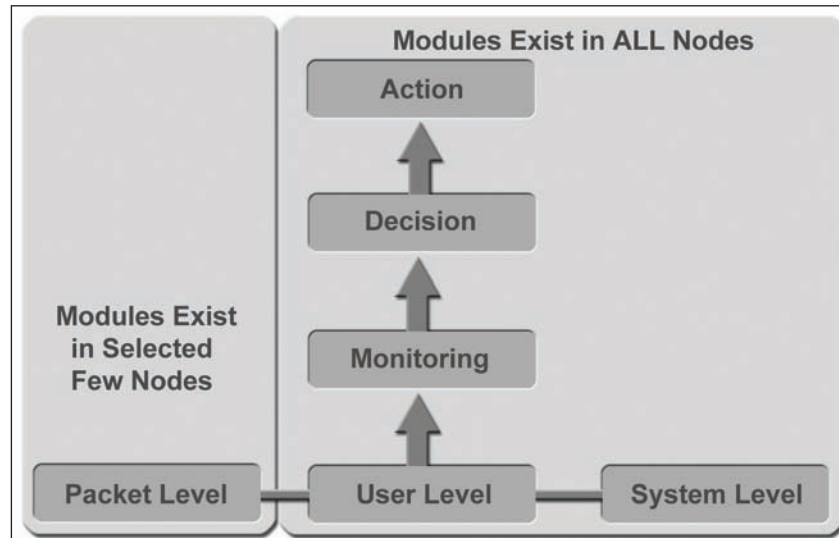 Modules Exist in ALL Nodes
Action
Decision
Modules Exist
in Selected
Few Nodes
Monitoring
Packet Level
User Level
System Level